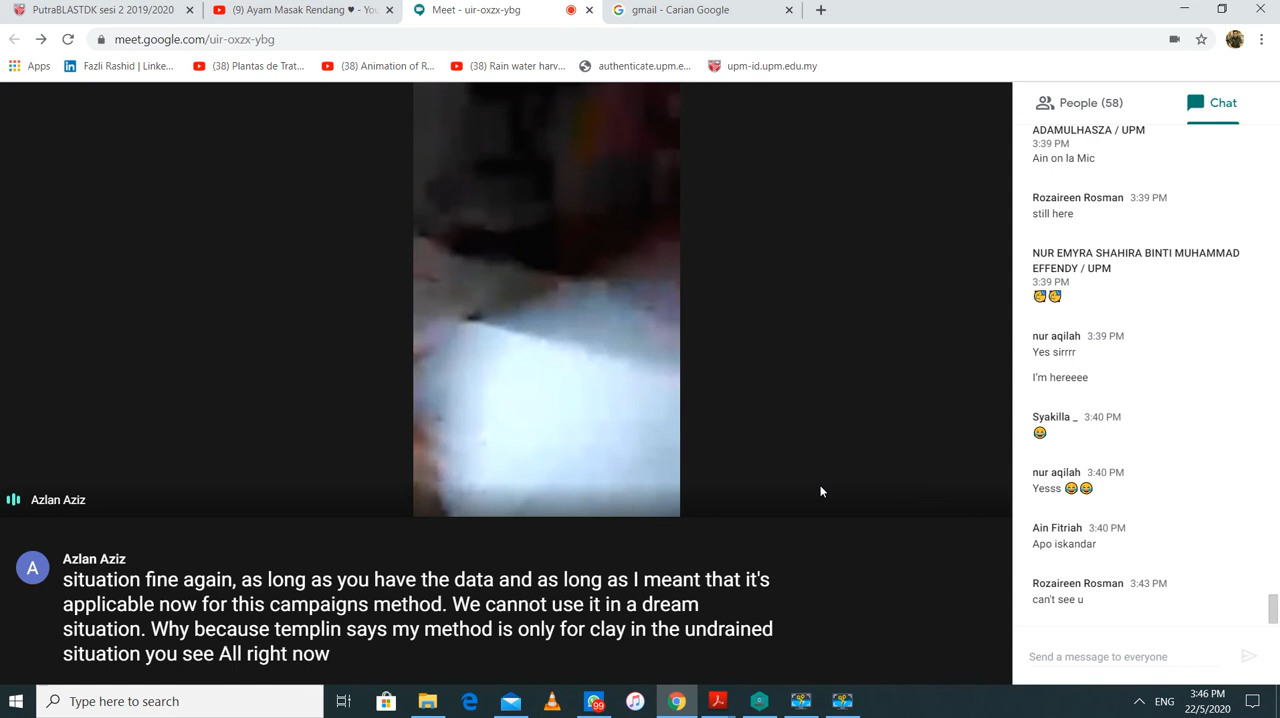 PutraBLASTDK sesi 2 2019/2020
(9) Ayam Masak Rendang ♥ - You
Meet - uir-oxzx-ybg
gmail - Carian Google
meet.google.com/uir-oxzx-ybg
Apps
Fazli Rashid | Linke...
(38) Plantas de Trat...
(38) Animation of R...
(38) Rain water harv...
authenticate.upm.e...
upm-id.upm.edu.my
People (58)
Chat
ADAMULHASZA / UPM
3:39 PM
Ain on la Mic
Rozaireen Rosman 3:39 PM
still here
NUR EMYRA SHAHIRA BINTI MUHAMMAD
EFFENDY / UPM
3:39 PM
🥳🥳
nur aqilah 3:39 PM
Yes sirrrr
I'm hereeee
Syakilla _ 3:40 PM
😂
nur aqilah 3:40 PM
Yesss 😂😂
Ain Fitriah 3:40 PM
Apo iskandar
Rozaireen Rosman 3:43 PM
can't see u
Send a message to everyone
Azlan Aziz
A
Azlan Aziz
situation fine again, as long as you have the data and as long as I meant that it's
applicable now for this campaigns method. We cannot use it in a dream
situation. Why because templin says my method is only for clay in the undrained
situation you see All right now
Type here to search
99
ENG
3:46 PM
22/5/2020